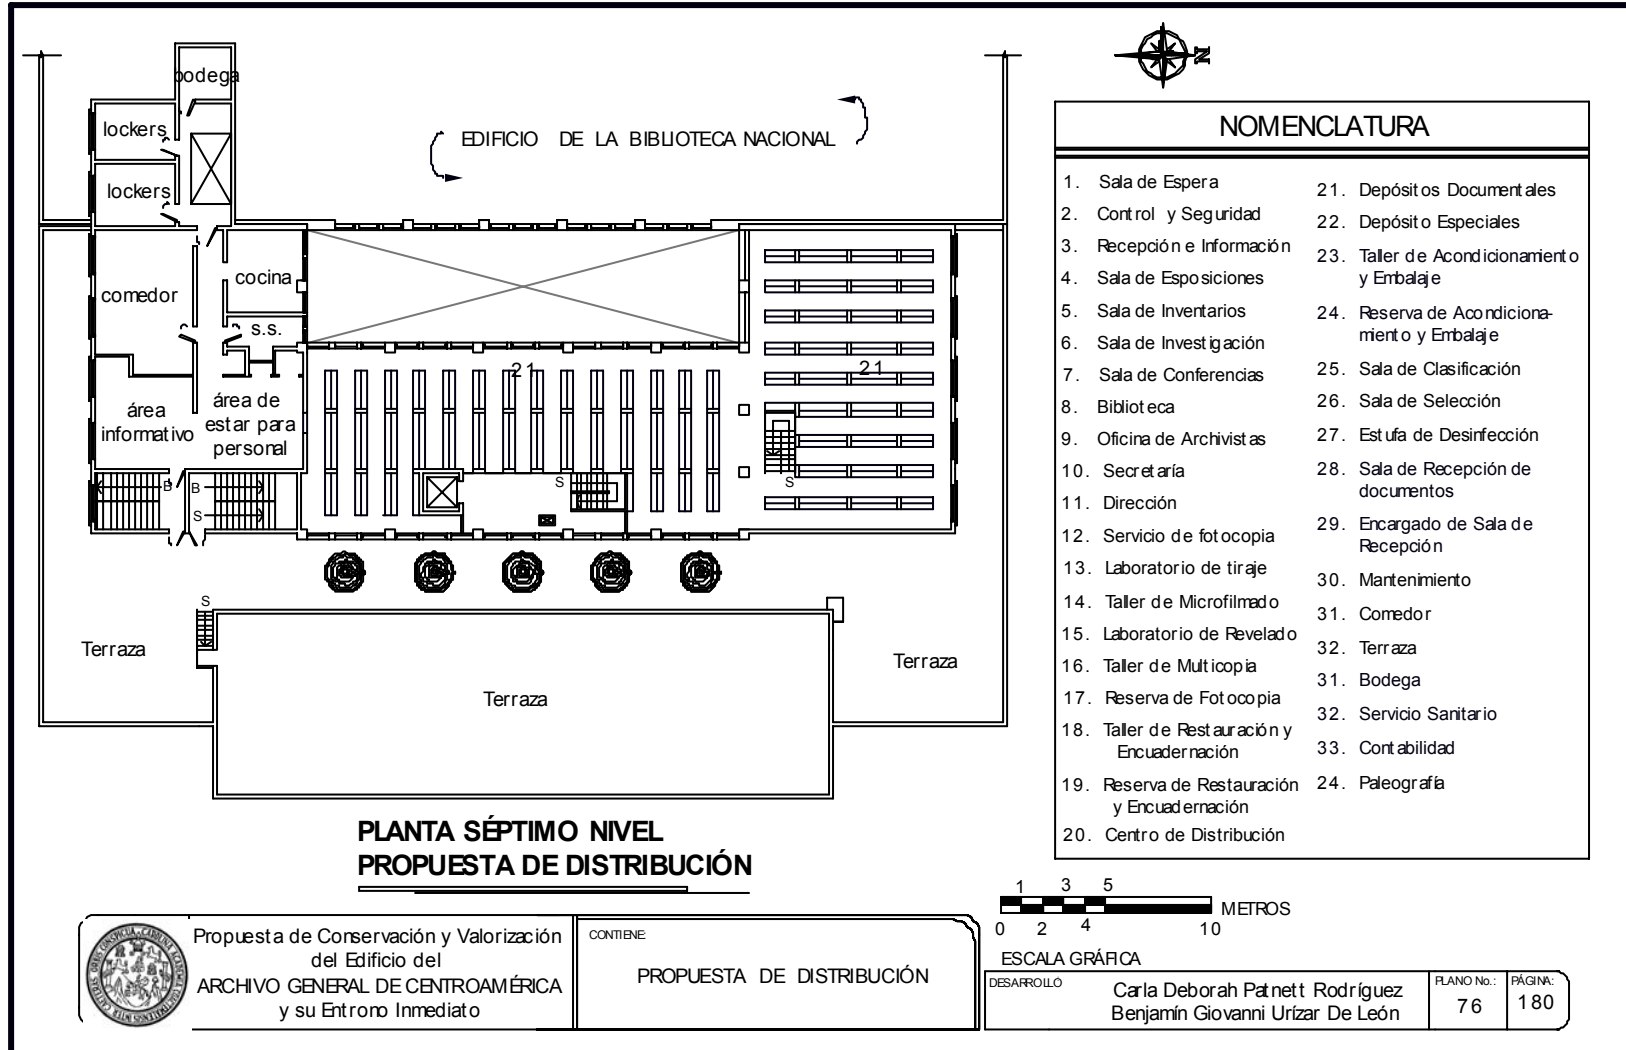 bodega
lockers
lockers
EDIFICIO DE LA BIBLIOTECA NACIONAL
N
comedor
cocina
s.s.
21
21
área
informativo
área de
estar para
personal
B
B
S
S
S
S
Terraza
Terraza
Terraza
NOMENCLATURA
1. Sala de Espera
2. Control y Seguridad
3. Recepción e Información
4. Sala de Esposiciones
5. Sala de Inventarios
6. Sala de Investigación
7. Sala de Conferencias
8. Biblioteca
9. Oficina de Archivistas
10. Secretaría
11. Dirección
12. Servicio de fotocopia
13. Laboratorio de tiraje
14. Taller de Microfilmado
15. Laboratorio de Revelado
16. Taller de Multicopia
17. Reserva de Fotocopia
18. Taller de Restauración y
Encuadernación
19. Reserva de Restauración
y Encuadernación
20. Centro de Distribución
21. Depósitos Documentales
22. Depósito Especiales
23. Taller de Acondicionamiento
y Embalaje
24. Reserva de Acondiciona-
miento y Embalaje
25. Sala de Clasificación
26. Sala de Selección
27. Estufa de Desinfección
28. Sala de Recepción de
documentos
29. Encargado de Sala de
Recepción
30. Mantenimiento
31. Comedor
32. Terraza
31. Bodega
32. Servicio Sanitario
33. Contabilidad
24. Paleografía
PLANTA SÉPTIMO NIVEL
PROPUESTA DE DISTRIBUCIÓN
1 3 5
METROS
0 2 4 10
ESCALA GRÁFICA
Propuesta de Conservación y Valorización
del Edificio del
ARCHIVO GENERAL DE CENTROAMÉRICA
y su Entrono Inmediato
CONTIENE:
PROPUESTA DE DISTRIBUCIÓN
DESARROLLÓ
Carla Deborah Patnett Rodríguez
Benjamín Giovanni Urízar De León
PLANO No.:
76
PÁGINA:
180